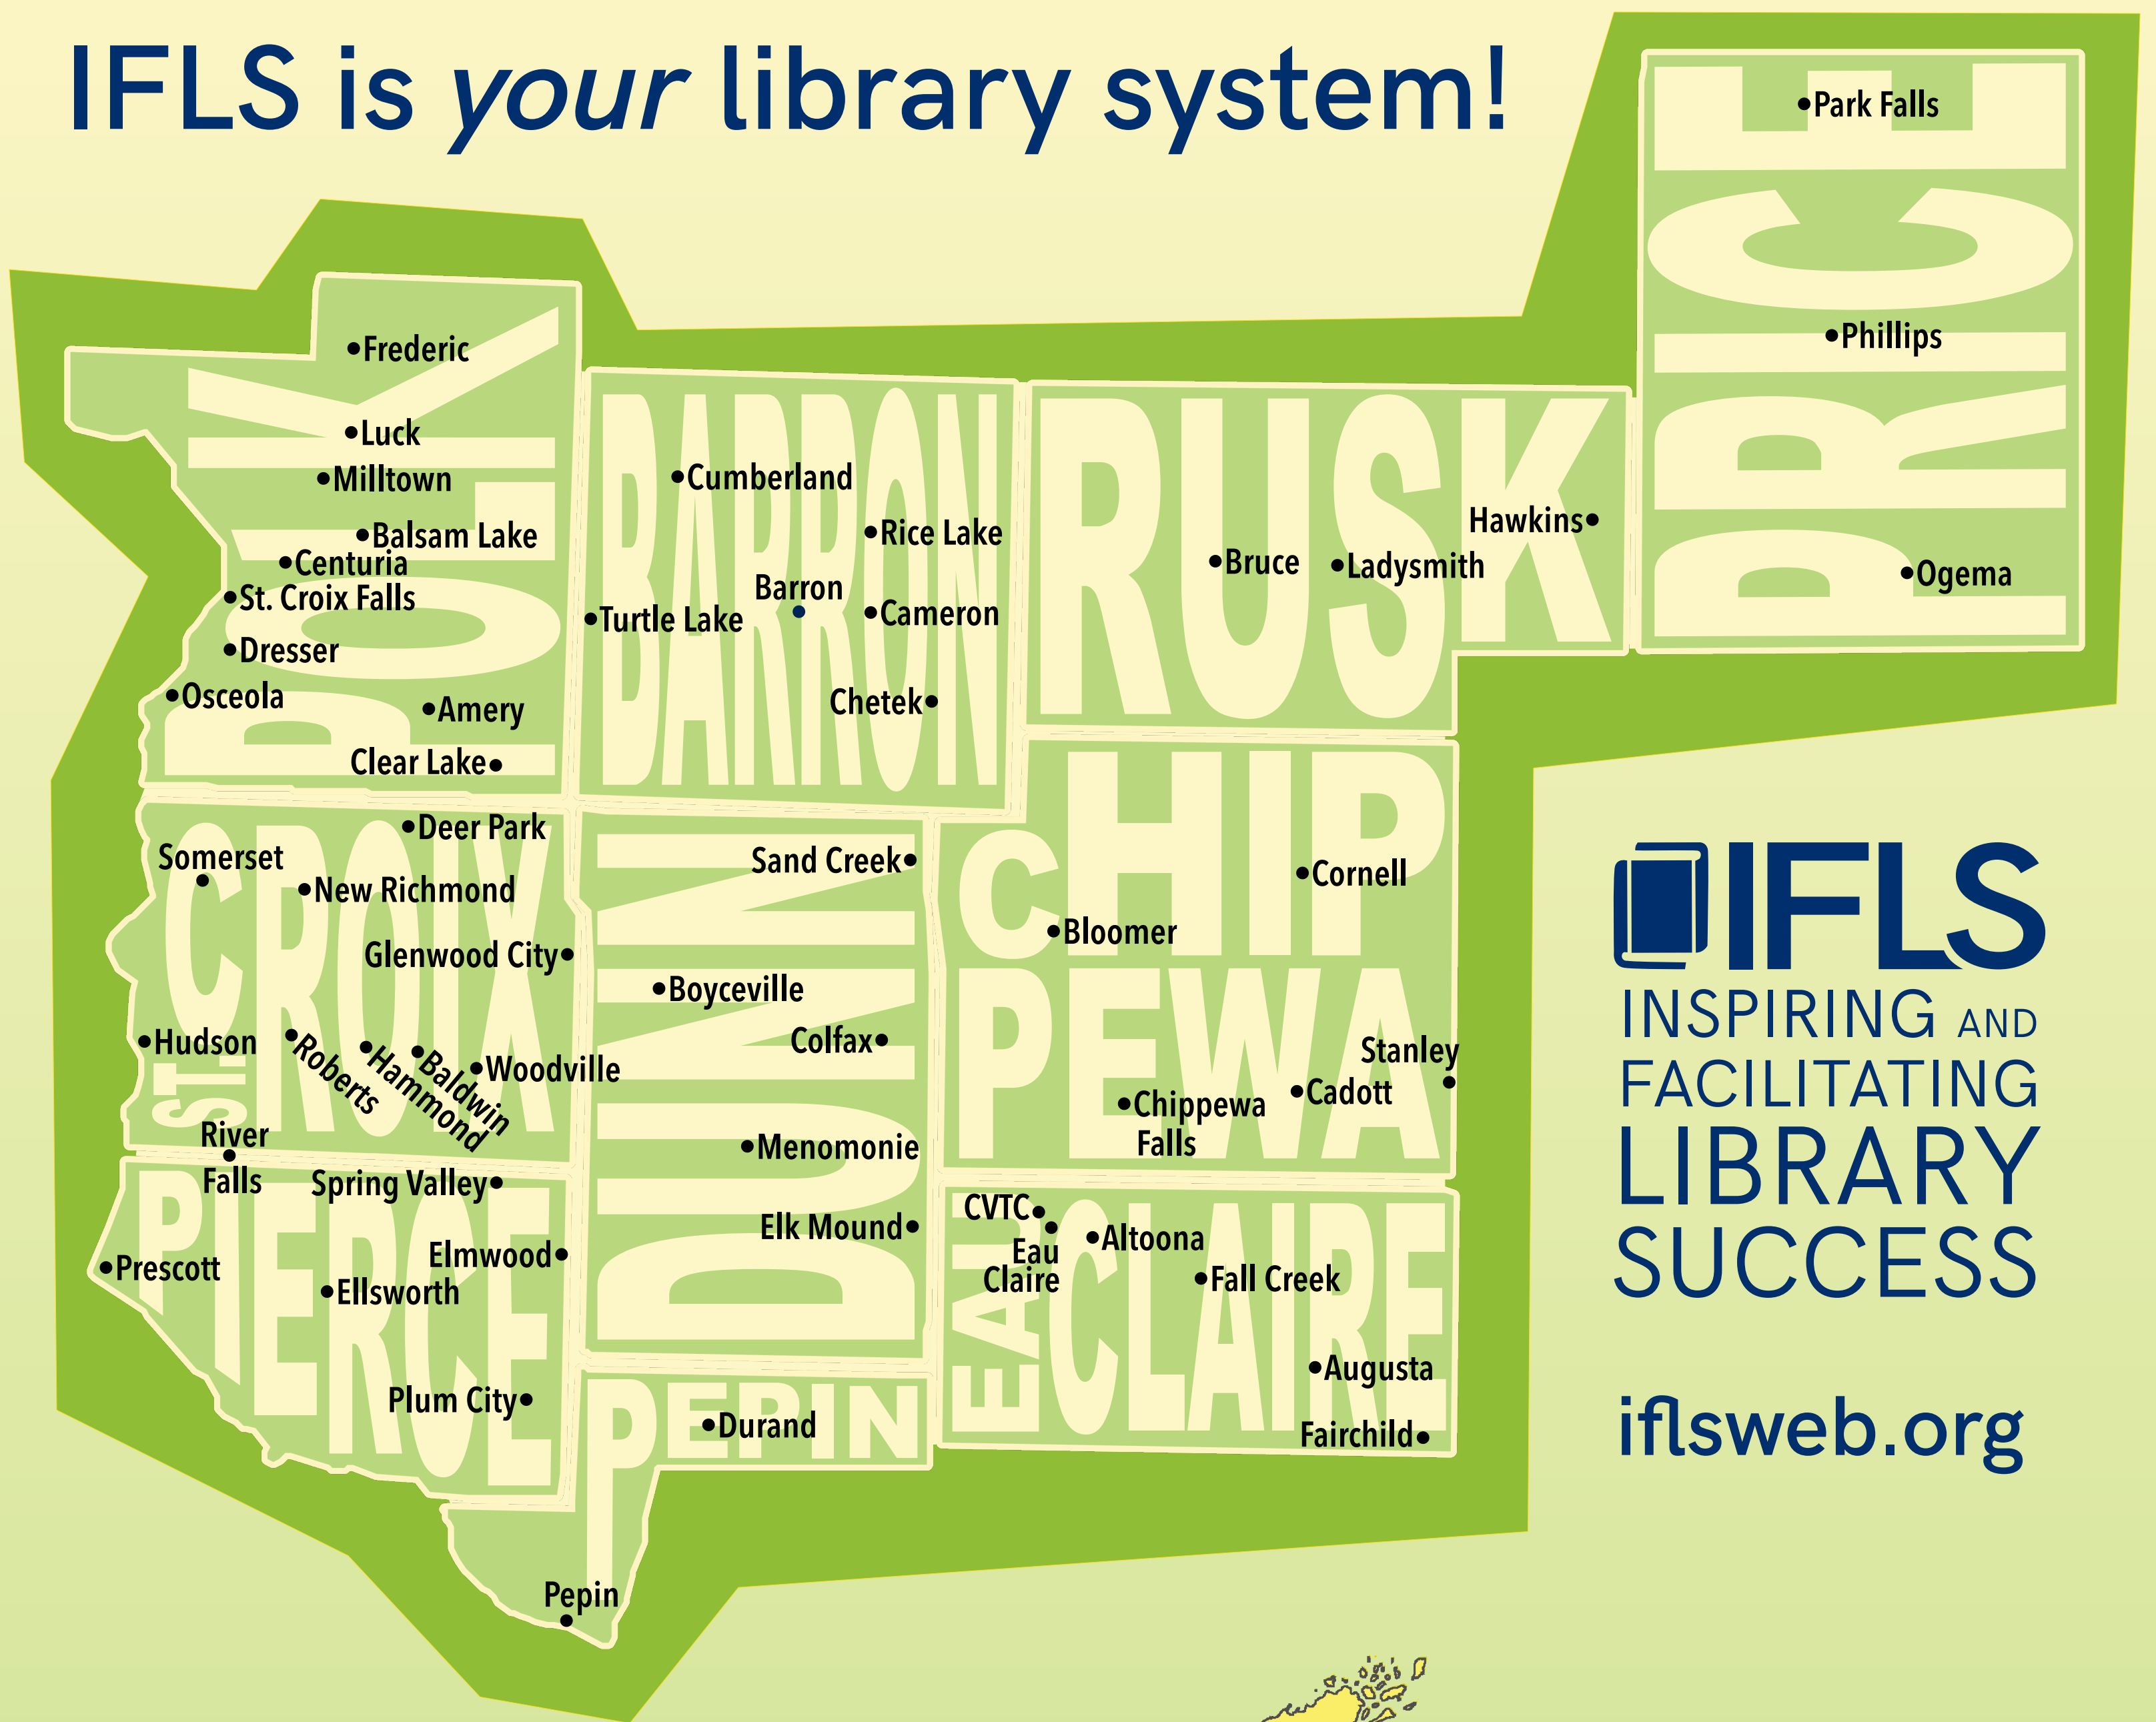 IFLS is your library system!
PRICE
Park Falls
Phillips
Ogema
POLK
Frederic
Luck
Milltown
Balsam Lake
Centuria
St. Croix Falls
Dresser
Osceola
Amery
Clear Lake
BARRON
Cumberland
Rice Lake
Barron
Turtle Lake
Cameron
Chetek
RUSK
Hawkins
Bruce
Ladysmith
ST. CROIX
Deer Park
Somerset
New Richmond
Glenwood City
Hudson
Roberts
Hammond
Baldwin
Woodville
River
Falls
DUNN
Sand Creek
Boyceville
Colfax
Menomonie
Elk Mound
CHIP
PEWA
Cornell
Bloomer
Stanley
Cadott
Chippewa
Falls
PIERCE
Spring Valley
Prescott
Elmwood
Ellsworth
Plum City
PEPIN
Durand
Pepin
EAU CLAIRE
CVTC
Eau
Claire
Altoona
Fall Creek
Augusta
Fairchild
IFLS
INSPIRING AND
FACILITATING
LIBRARY
SUCCESS
iflsweb.org